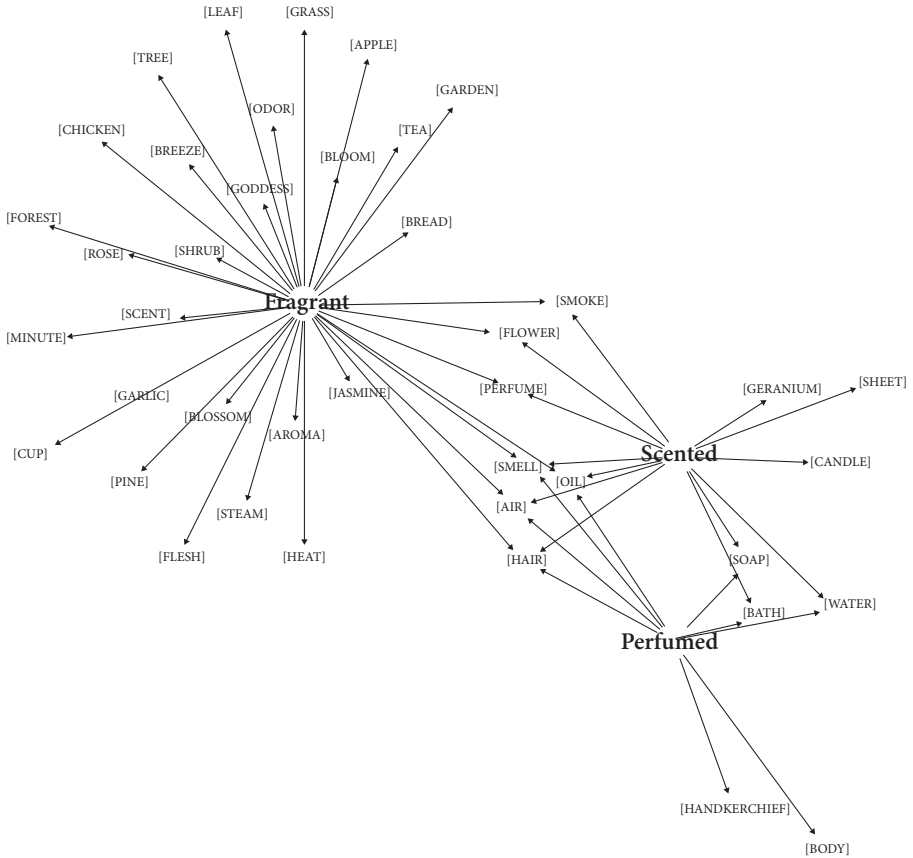 [LEAF]
[GRASS]
[APPLE]
[TREE]
[GARDEN]
[ODOR]
[CHICKEN]
[TEA]
[BREEZE]
[BLOOM]
[GODDESS]
[FOREST]
[BREAD]
[ROSE]
[SHRUB]
Fragrant
[SMOKE]
[SCENT]
[MINUTE]
[FLOWER]
[SHEET]
[PERFUME]
[GERANIUM]
[JASMINE]
[GARLIC]
[BLOSSOM]
[AROMA]
[CUP]
Scented
[CANDLE]
[SMELL]
[PINE]
[OIL]
[AIR]
[STEAM]
[FLESH]
[HEAT]
[HAIR]
[SOAP]
[WATER]
[BATH]
Perfumed
[HANDKERCHIEF]
[BODY]